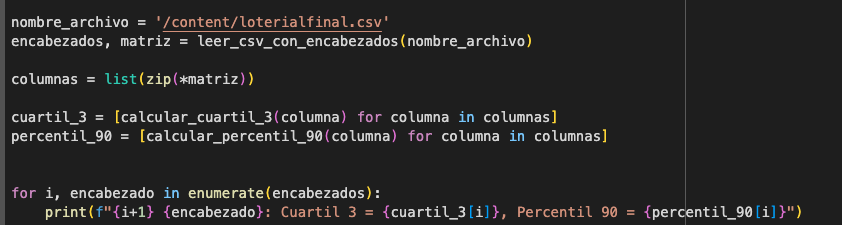 nombre_archivo = '/content/loterialfinal.csv'
encabezados, matriz = leer_csv_con_encabezados(nombre_archivo)
columnas = list(zip(*matriz))
cuartil_3 = [calcular_cuartil_3(columna) for columna in columnas]
percentil_90 = [calcular_percentil_90(columna) for columna in columnas]
for i, encabezado in enumerate(encabezados):
    print(f"{i+1} {encabezado}: Cuartil 3 = {cuartil_3[i]}, Percentil 90 = {percentil_90[i]}")